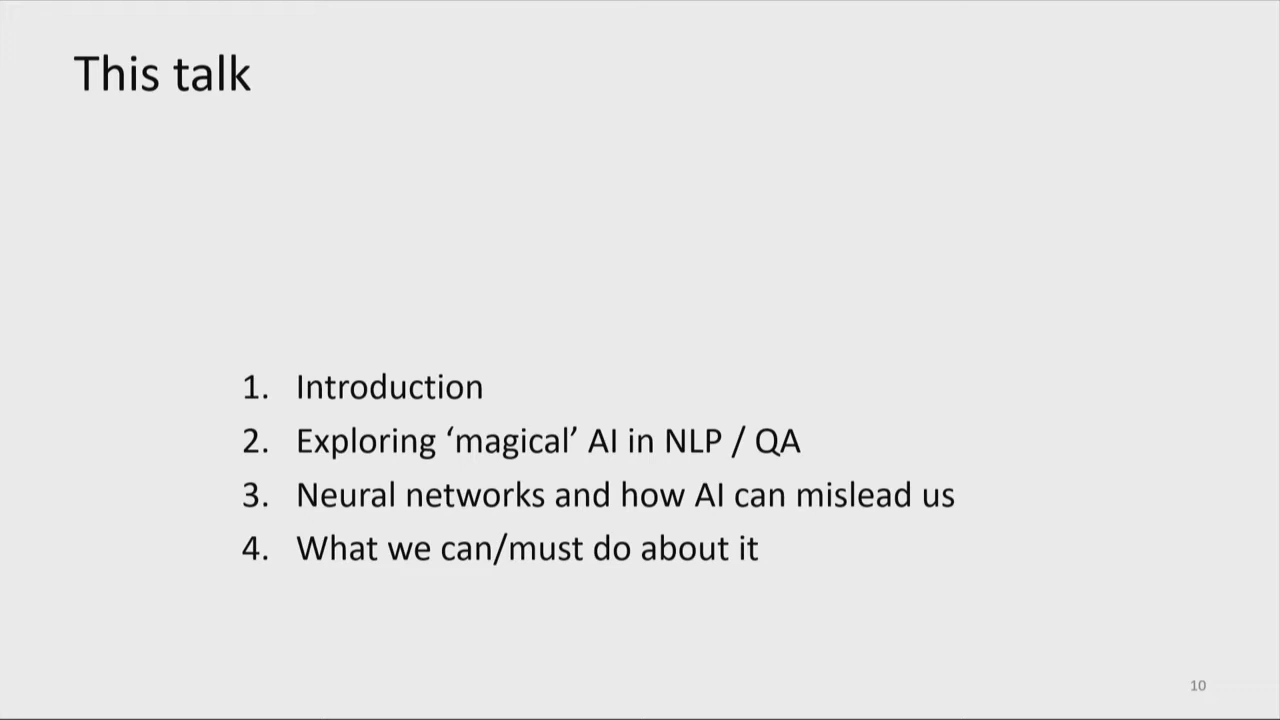 This talk
1. Introduction
2. Exploring ‘magical’ AI in NLP / QA
3. Neural networks and how AI can mislead us
4. What we can/must do about it
10